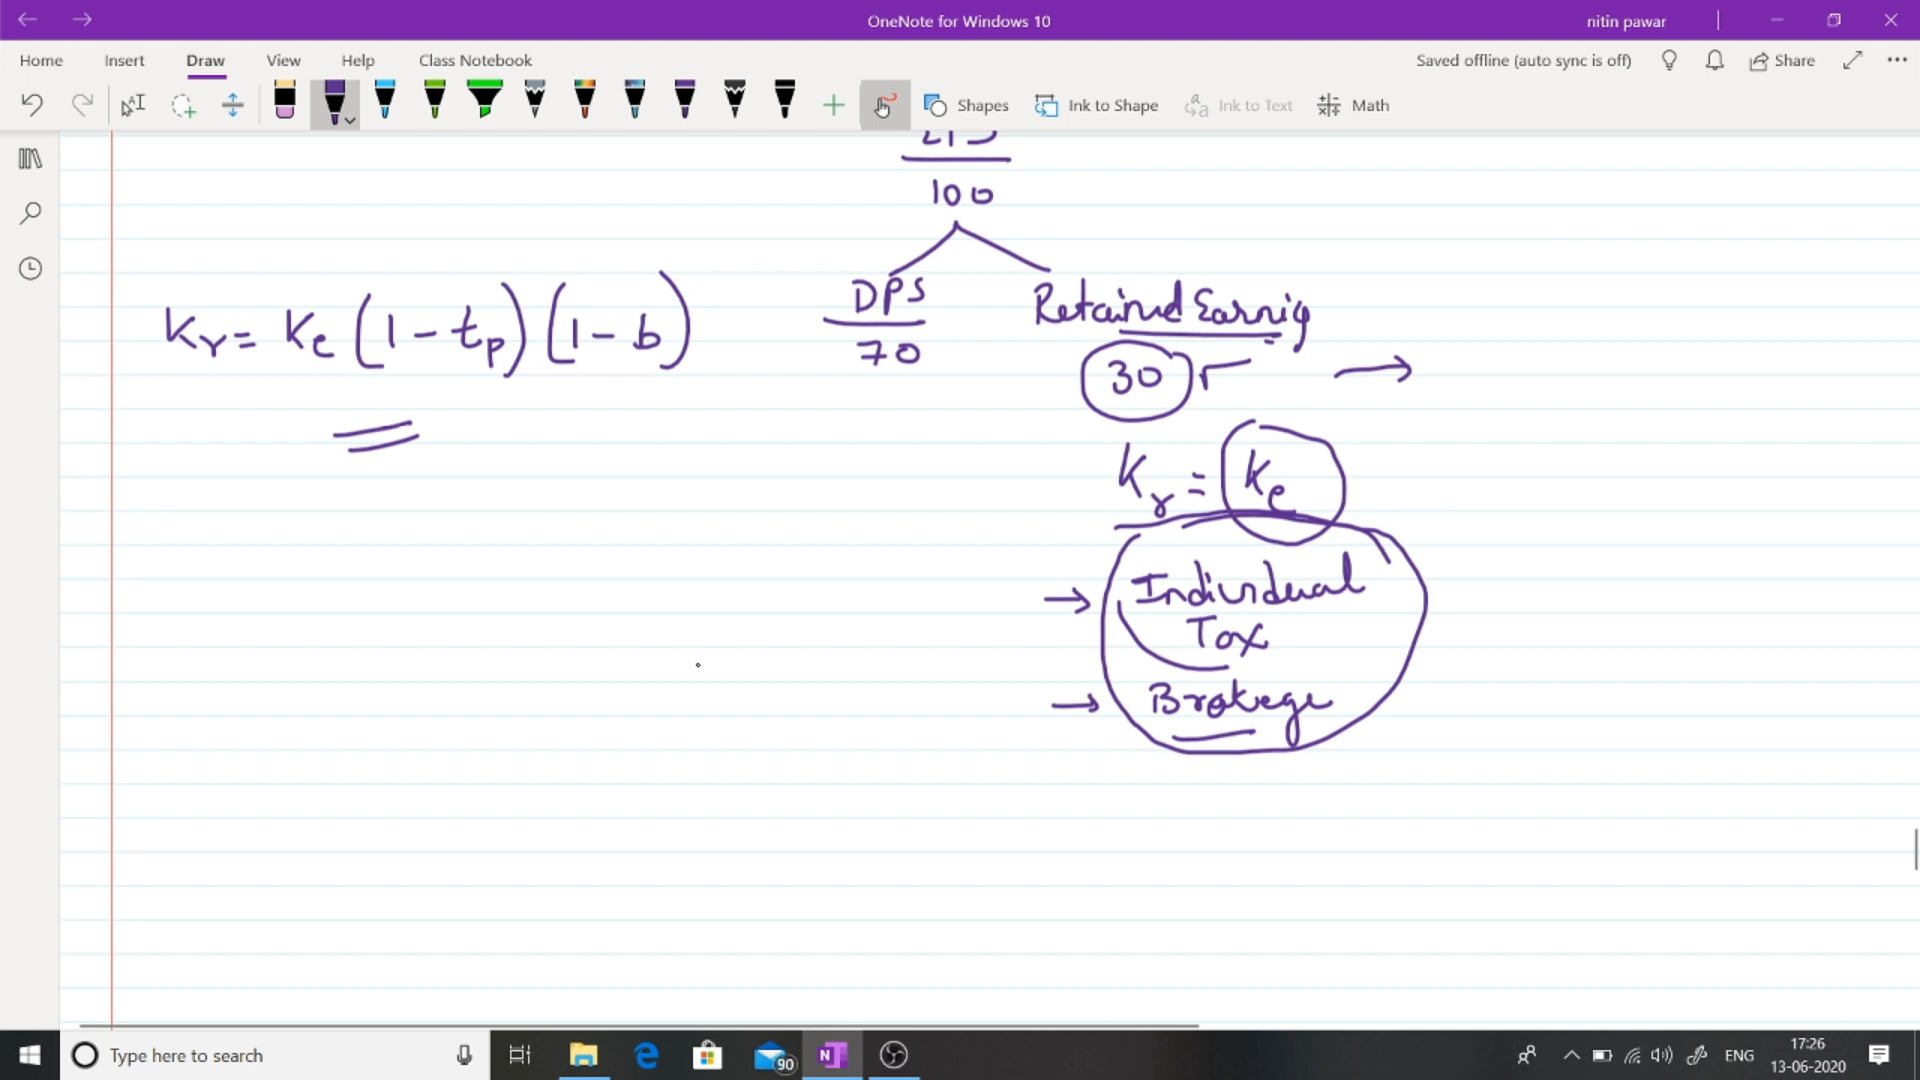 OneNote for Windows 10
nitin pawar
Home Insert Draw View Help Class Notebook
Saved offline (auto sync is off) Share
Shapes Ink to Shape Ink to Text Math
100
DPS Retained Earnig
70 30
Kr = Ke (1 - tp) (1 - b)
Kr = Ke
→ Individual
Tax
→ Brokege
Type here to search
90
ENG
17:26
13-06-2020